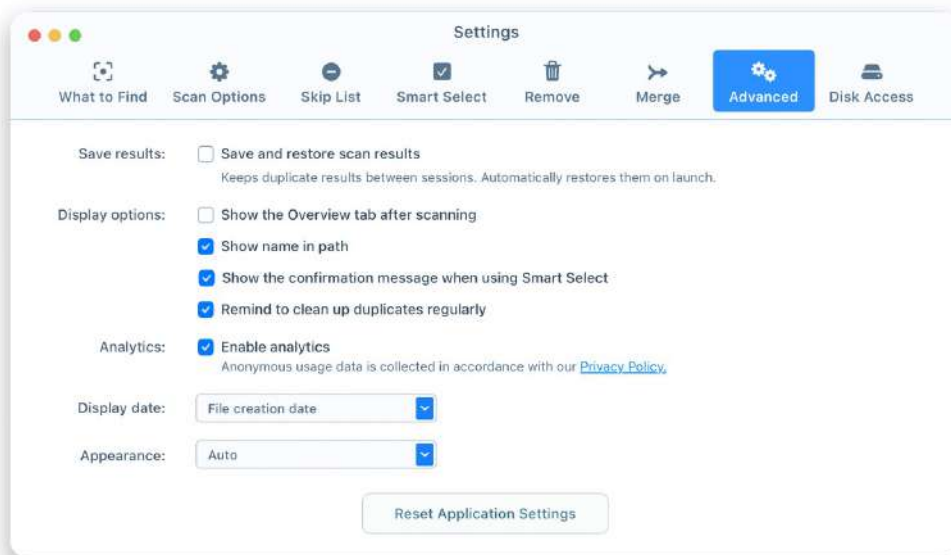 Settings
What to Find
Scan Options
Skip List
Smart Select
Remove
Merge
Advanced
Disk Access
Save results:
Save and restore scan results
Keeps duplicate results between sessions. Automatically restores them on launch.
Display options:
Show the Overview tab after scanning
Show name in path
Show the confirmation message when using Smart Select
Remind to clean up duplicates regularly
Analytics:
Enable analytics
Anonymous usage data is collected in accordance with our Privacy Policy.
Display date:
File creation date
Appearance:
Auto
Reset Application Settings